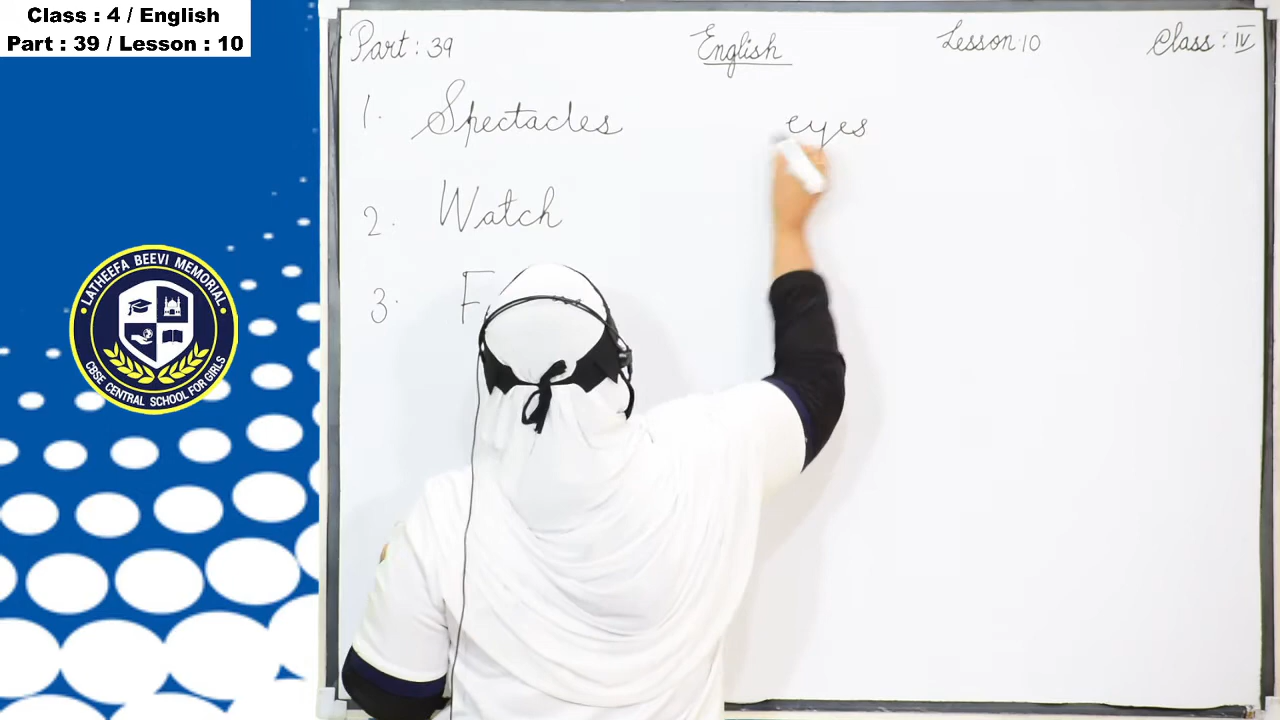 Class : 4 / English
Part : 39 / Lesson : 10
Part : 39 English Lesson:10 Class : IV
1. Spectacles eyes
2. Watch
3.
LATHEEFA BEEVI MEMORIAL
CBSE CENTRAL SCHOOL FOR GIRLS